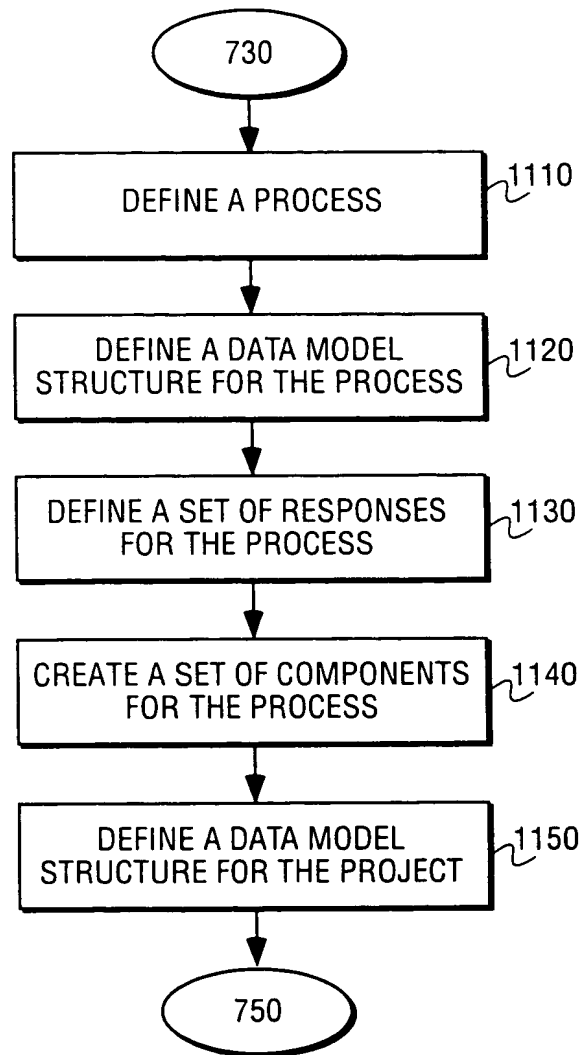 730
DEFINE A PROCESS
1110
DEFINE A DATA MODEL
STRUCTURE FOR THE PROCESS
1120
DEFINE A SET OF RESPONSES
FOR THE PROCESS
1130
CREATE A SET OF COMPONENTS
FOR THE PROCESS
1140
DEFINE A DATA MODEL
STRUCTURE FOR THE PROJECT
1150
750